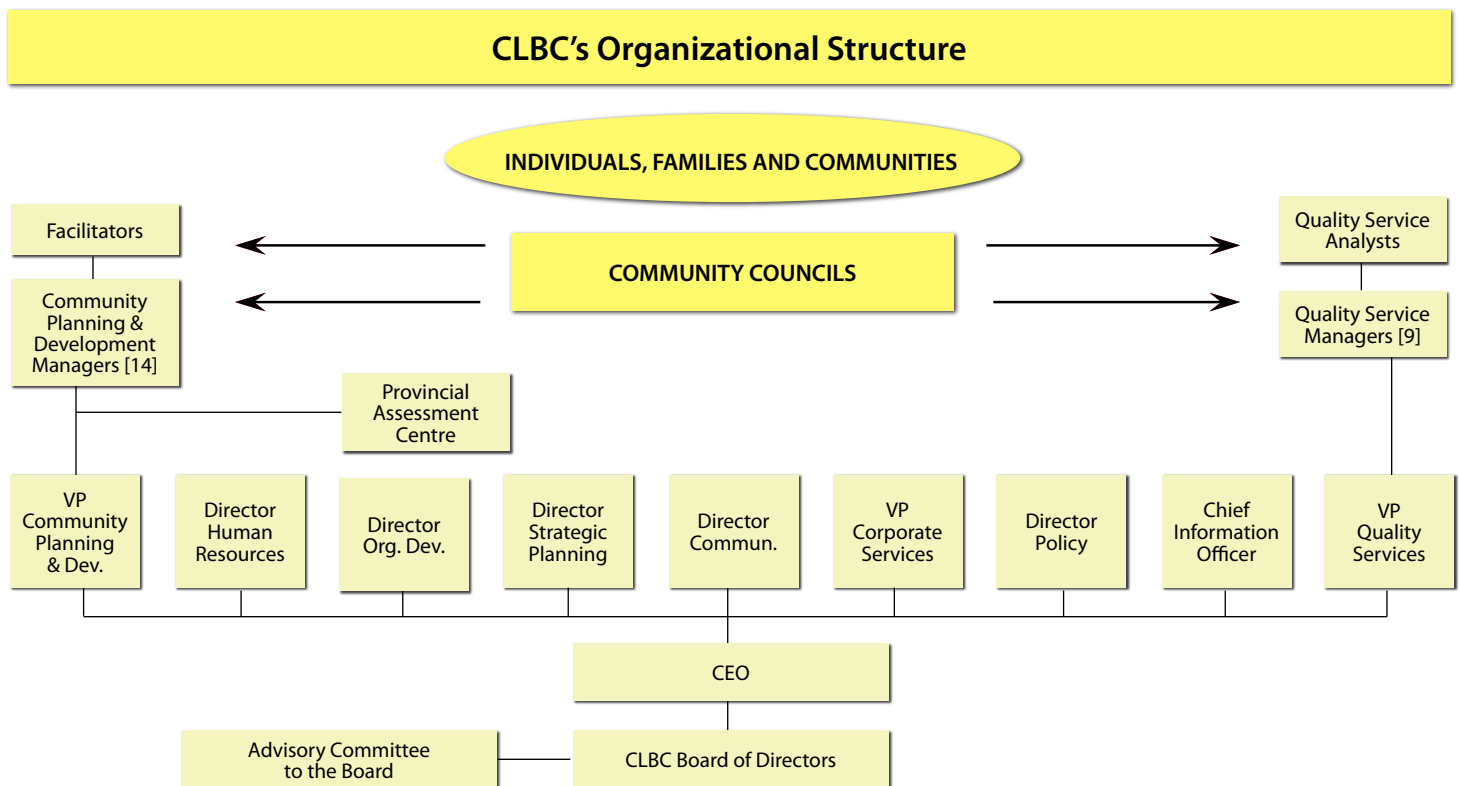 CLBC’s Organizational Structure
INDIVIDUALS, FAMILIES AND COMMUNITIES
Facilitators
COMMUNITY COUNCILS
Quality Service
Analysts
Community
Planning &
Development
Managers [14]
Quality Service
Managers [9]
Provincial
Assessment
Centre
VP
Community
Planning
& Dev.
Director
Human
Resources
Director
Org. Dev.
Director
Strategic
Planning
Director
Commun.
VP
Corporate
Services
Director
Policy
Chief
Information
Officer
VP
Quality
Services
CEO
Advisory Committee
to the Board
CLBC Board of Directors